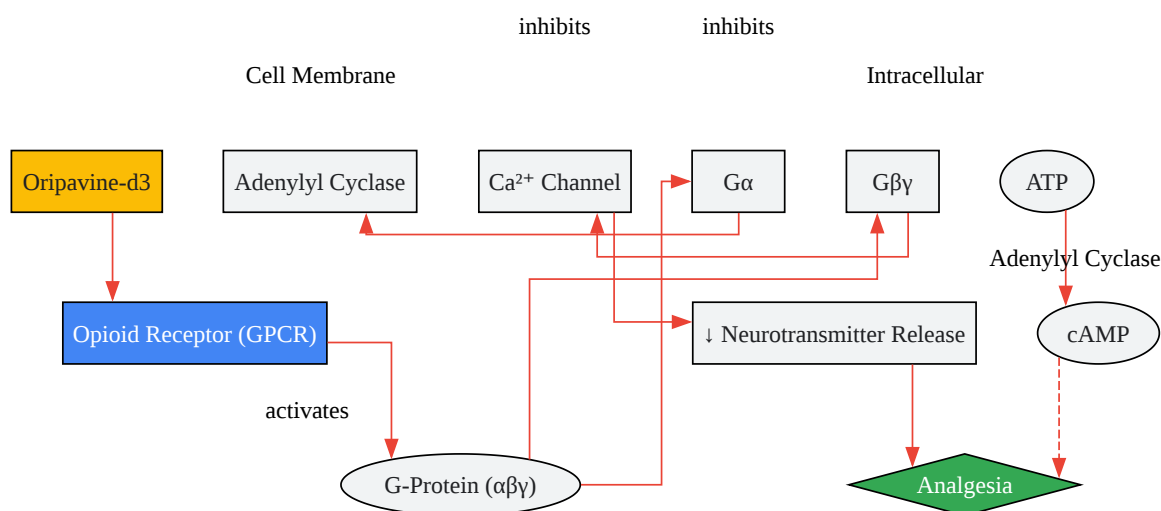 inhibits
inhibits
Cell Membrane
Intracellular
Oripavine-d3
Adenylyl Cyclase
Ca²⁺ Channel
Gα
Gβγ
ATP
Adenylyl Cyclase
Opioid Receptor (GPCR)
↓ Neurotransmitter Release
cAMP
activates
G-Protein (αβγ)
Analgesia